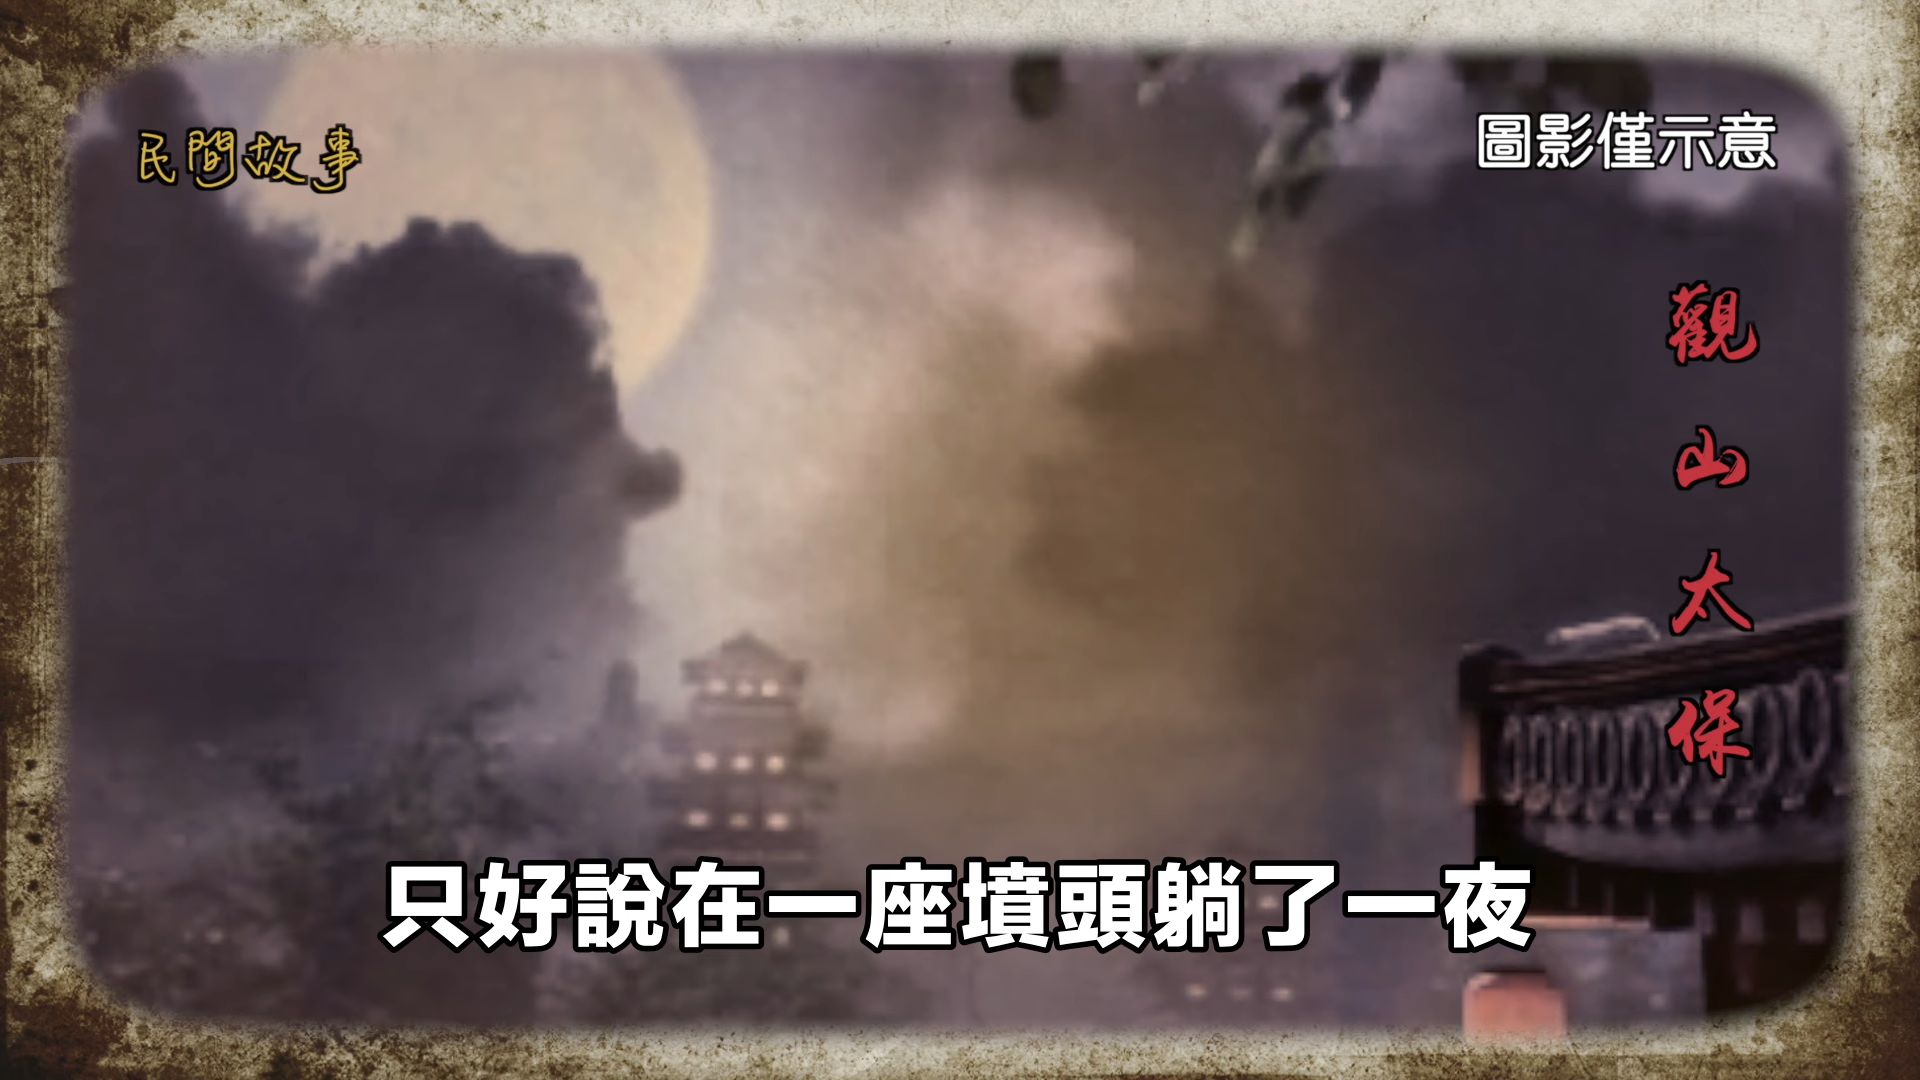 民間故事
圖影僅示意
觀山太保
只好說在一座墳頭躺了一夜